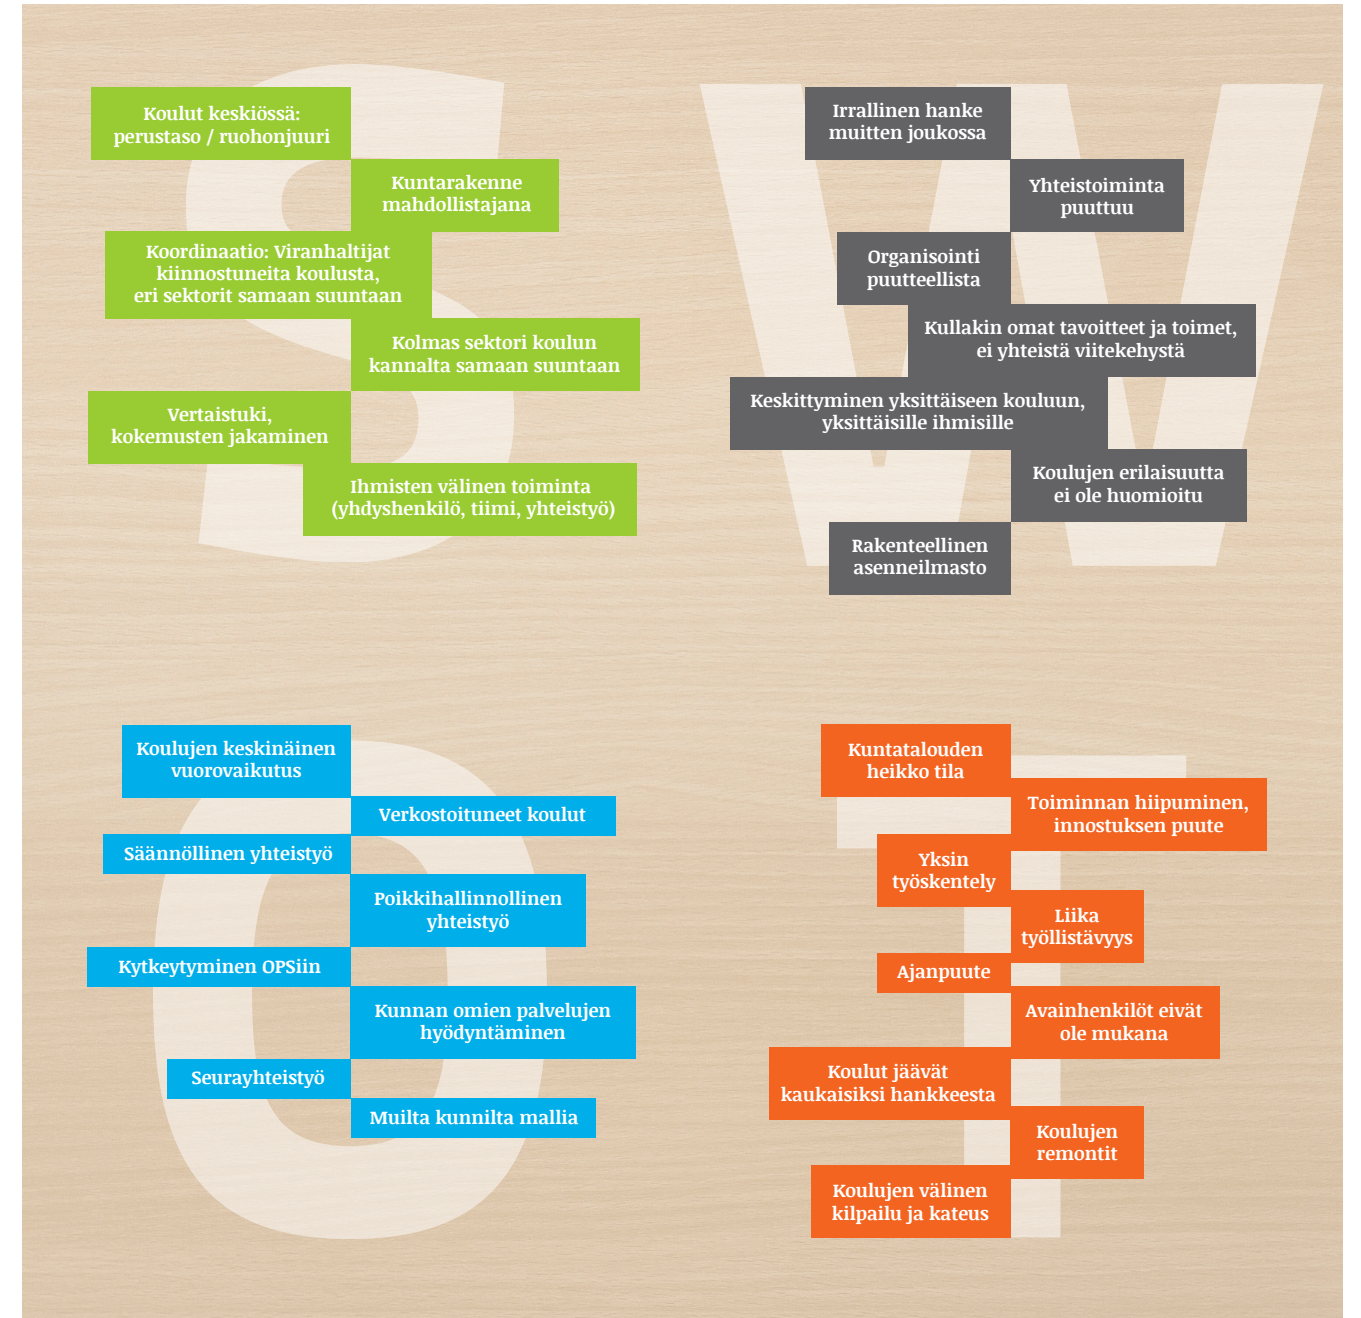 S
Koulut keskiössä:
perustaso / ruohonjuuri
Kuntarakenne
mahdollistajana
Koordinaatio: Viranhaltijat
kiinnostuneita koulusta,
eri sektorit samaan suuntaan
Kolmas sektori koulun
kannalta samaan suuntaan
Vertaistuki,
kokemusten jakaminen
Ihmisten välinen toiminta
(yhdyshenkilö, tiimi, yhteistyö)
W
Irrallinen hanke
muitten joukossa
Yhteistoiminta
puuttuu
Organisointi
puutteellista
Kullakin omat tavoitteet ja toimet,
ei yhteistä viitekehystä
Keskittyminen yksittäiseen kouluun,
yksittäisille ihmisille
Koulujen erilaisuutta
ei ole huomioitu
Rakenteellinen
asenneilmasto
O
Koulujen keskinäinen
vuorovaikutus
Verkostoituneet koulut
Säännöllinen yhteistyö
Poikkihallinnollinen
yhteistyö
Kytkeytyminen OPSiin
Kunnan omien palvelujen
hyödyntäminen
Seurayhteistyö
Muilta kunnilta mallia
T
Kuntatalouden
heikko tila
Toiminnan hiipuminen,
innostuksen puute
Yksin
työskentely
Liika
työllistävyys
Ajanpuute
Avainhenkilöt eivät
ole mukana
Koulut jäävät
kaukaisiksi hankkeesta
Koulujen
remontit
Koulujen välinen
kilpailu ja kateus